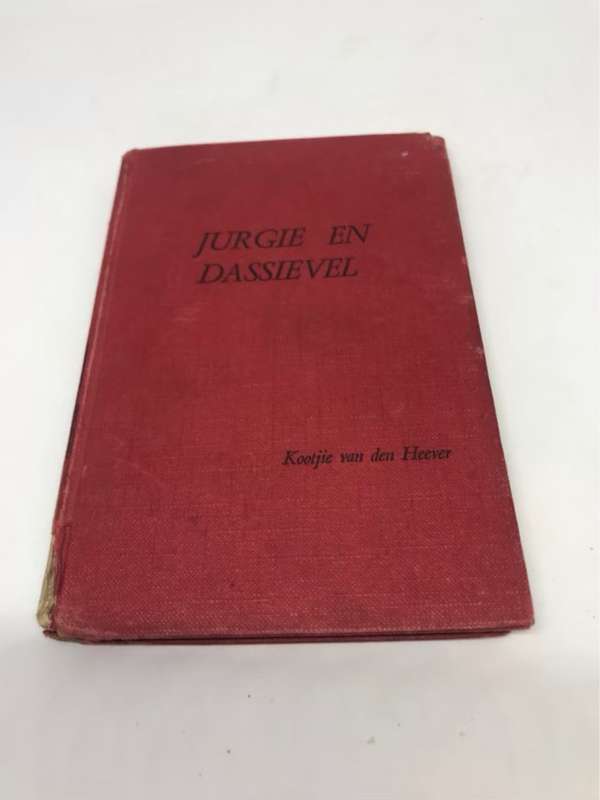 JURGIE EN
DASSIEVEL
Kootjie van den Heever